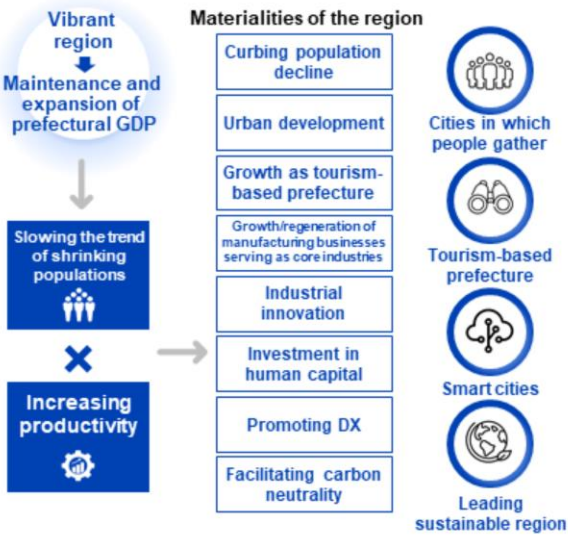 Vibrant
region
Maintenance and
expansion of
prefectural GDP
Slowing the trend
of shrinking
populations
Increasing
productivity
Materialities of the region
Curbing population
decline
Urban development
Growth as tourism-
based prefecture
Growth/regeneration of
manufacturing businesses
serving as core industries
Industrial
innovation
Investment in
human capital
Promoting DX
Facilitating carbon
neutrality
Cities in which
people gather
Tourism-based
prefecture
Smart cities
Leading
sustainable region